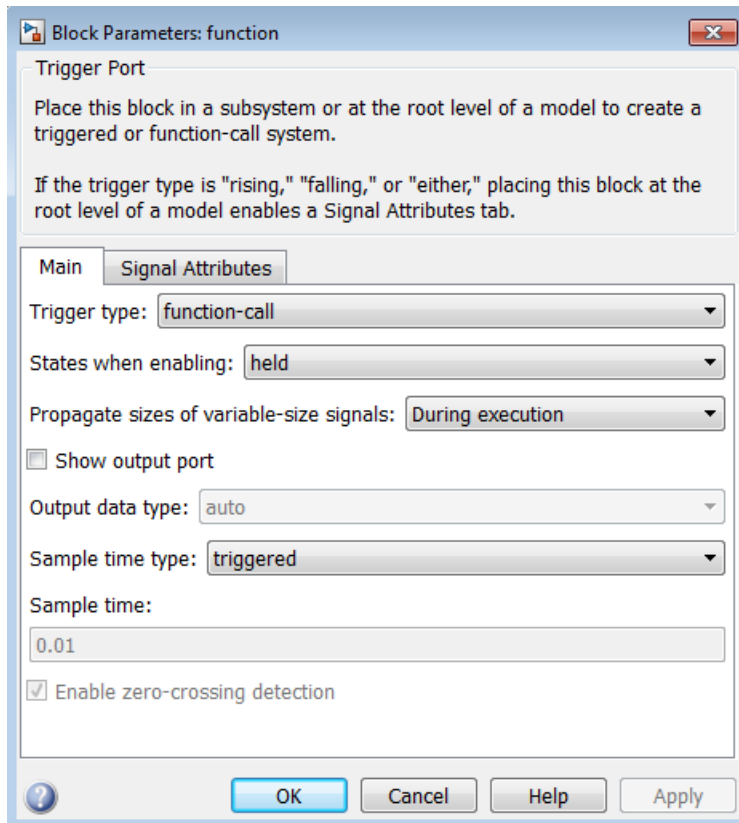 Block Parameters: function
Trigger Port
Place this block in a subsystem or at the root level of a model to create a
triggered or function-call system.
If the trigger type is "rising," "falling," or "either," placing this block at the
root level of a model enables a Signal Attributes tab.
Main Signal Attributes
Trigger type: function-call
States when enabling: held
Propagate sizes of variable-size signals: During execution
Show output port
Output data type: auto
Sample time type: triggered
Sample time:
0.01
Enable zero-crossing detection
? OK Cancel Help Apply